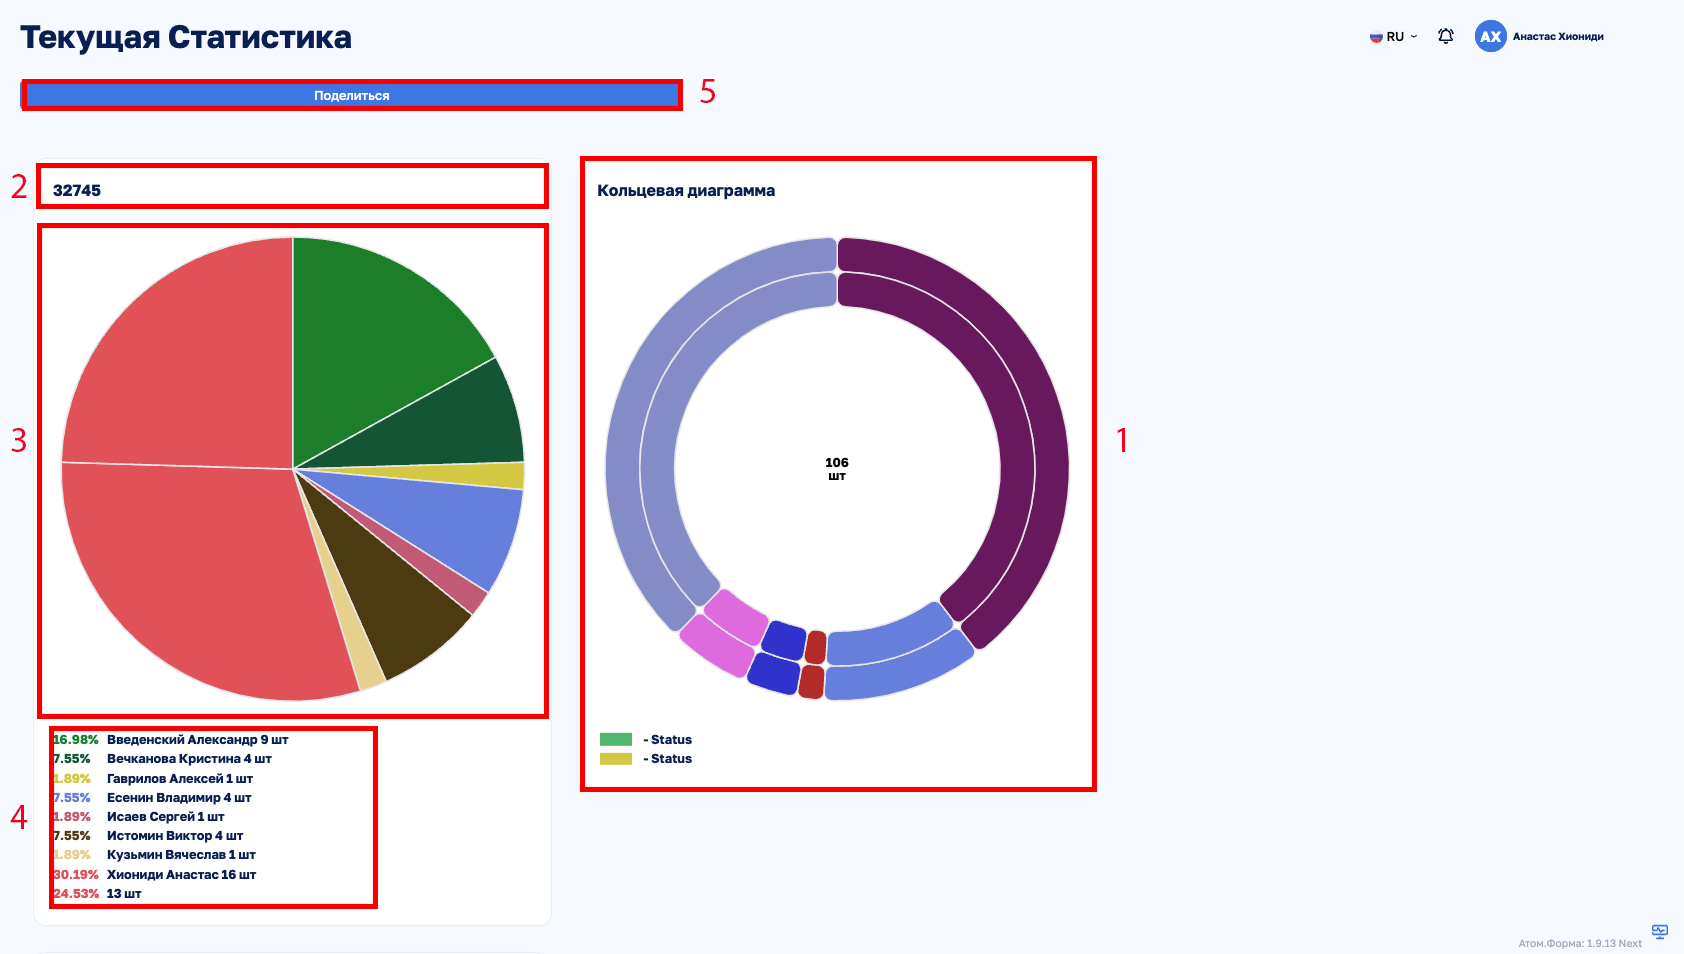 Текущая Статистика
RU
AX
Анастас Хиониди
Поделиться
5
2
32745
Кольцевая диаграмма
3
106
шт
1
16.98% Введенский Александр 9 шт
7.55% Вечканова Кристина 4 шт
1.89% Гаврилов Алексей 1 шт
7.55% Есенин Владимир 4 шт
1.89% Исаев Сергей 1 шт
7.55% Истомин Виктор 4 шт
1.89% Кузьмин Вячеслав 1 шт
30.19% Хиониди Анастас 16 шт
24.53% 13 шт
4
- Status
- Status
Атом.Форма: 1.9.13 Next